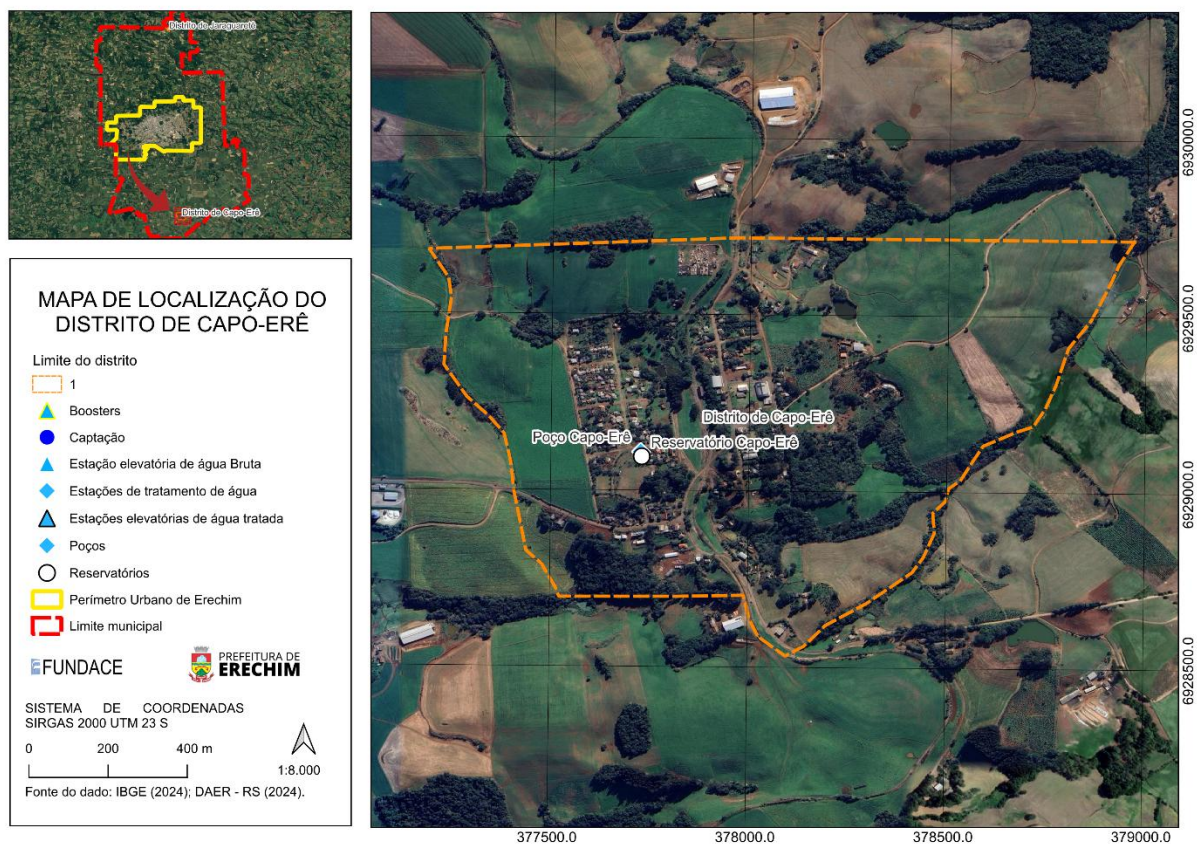 Distrito de Jaraguaretê
Distrito de Capo-Erê
MAPA DE LOCALIZAÇÃO DO
DISTRITO DE CAPO-ERÊ
Limite do distrito
1
Boosters
Captação
Estação elevatória de água Bruta
Estações de tratamento de água
Estações elevatórias de água tratada
Poços
Reservatórios
Perímetro Urbano de Erechim
Limite municipal
FUNDACE
PREFEITURA DE
ERECHIM
SISTEMA DE COORDENADAS
SIRGAS 2000 UTM 23 S
0 200 400 m
1:8.000
Fonte do dado: IBGE (2024); DAER - RS (2024).
Distrito de Capo-Erê
Poço Capo-Erê
Reservatório Capo-Erê
6930000.0
6929500.0
6929000.0
6928500.0
377500.0 378000.0 378500.0 379000.0